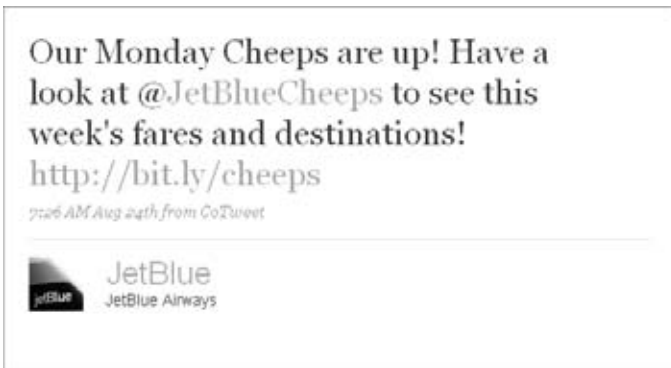 Our Monday Cheeps are up! Have a
look at @JetBlueCheeps to see this
week's fares and destinations!
http://bit.ly/cheeps
7:26 AM Aug 24th from CoTweet
JetBlue
jetBlue
JetBlue Airways